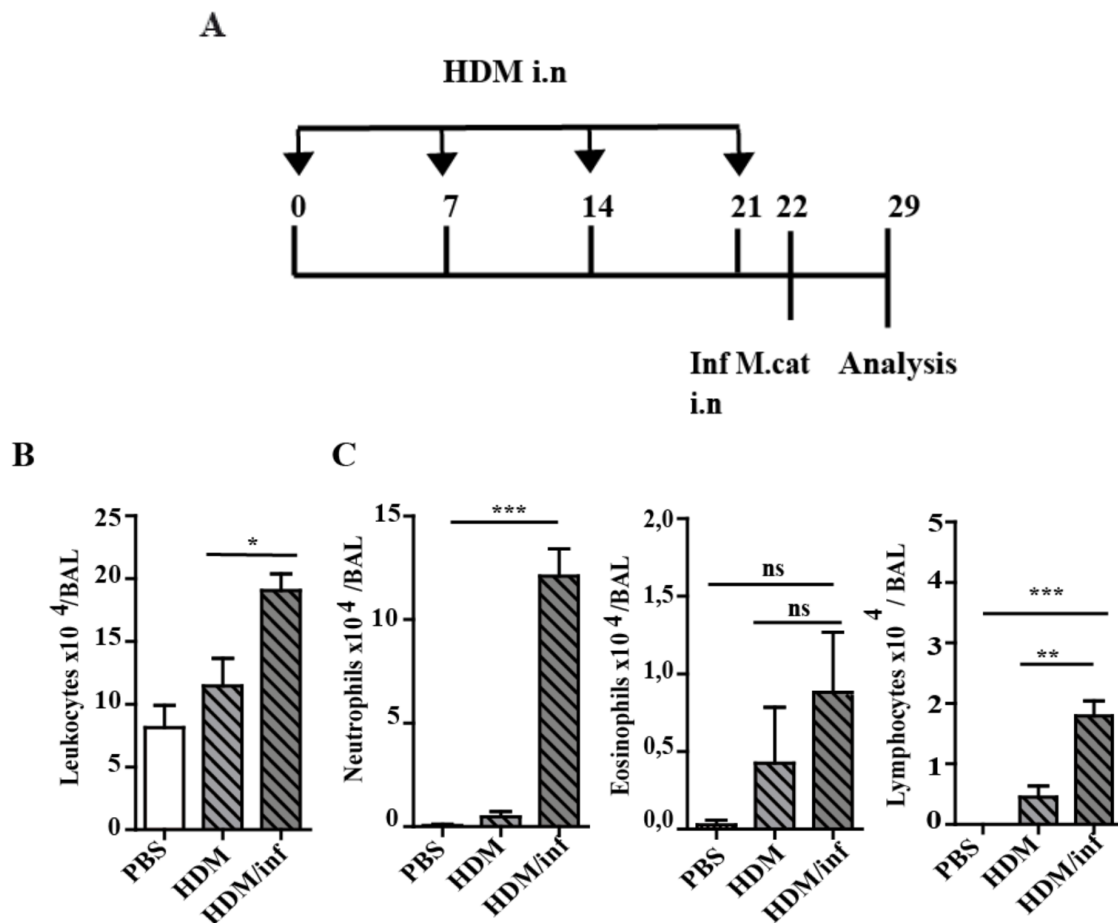 A
HDM i.n
0 7 14 21 22 29
Inf M.cat Analysis
i.n
B C
25
20
15
10
5
0
Leukocytes x10 4/BAL
*
PBS
HDM
HDM/inf
15
10
5
0
Neutrophils x10 4 /BAL
***
PBS
HDM
HDM/inf
2,0
1,5
1,0
0,5
0,0
Eosinophils x10 4/BAL
ns
ns
PBS
HDM
HDM/inf
5
4
3
2
1
0
Lymphocytes x10 4 / BAL
***
**
PBS
HDM
HDM/inf